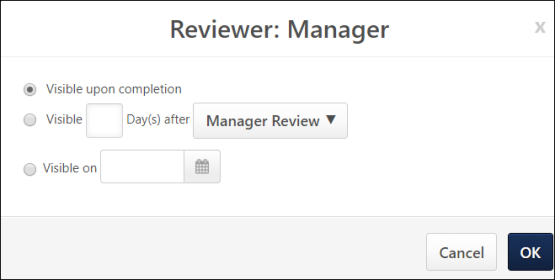 Reviewer: Manager
x
Visible upon completion
Visible Day(s) after Manager Review ▼
Visible on
Cancel OK